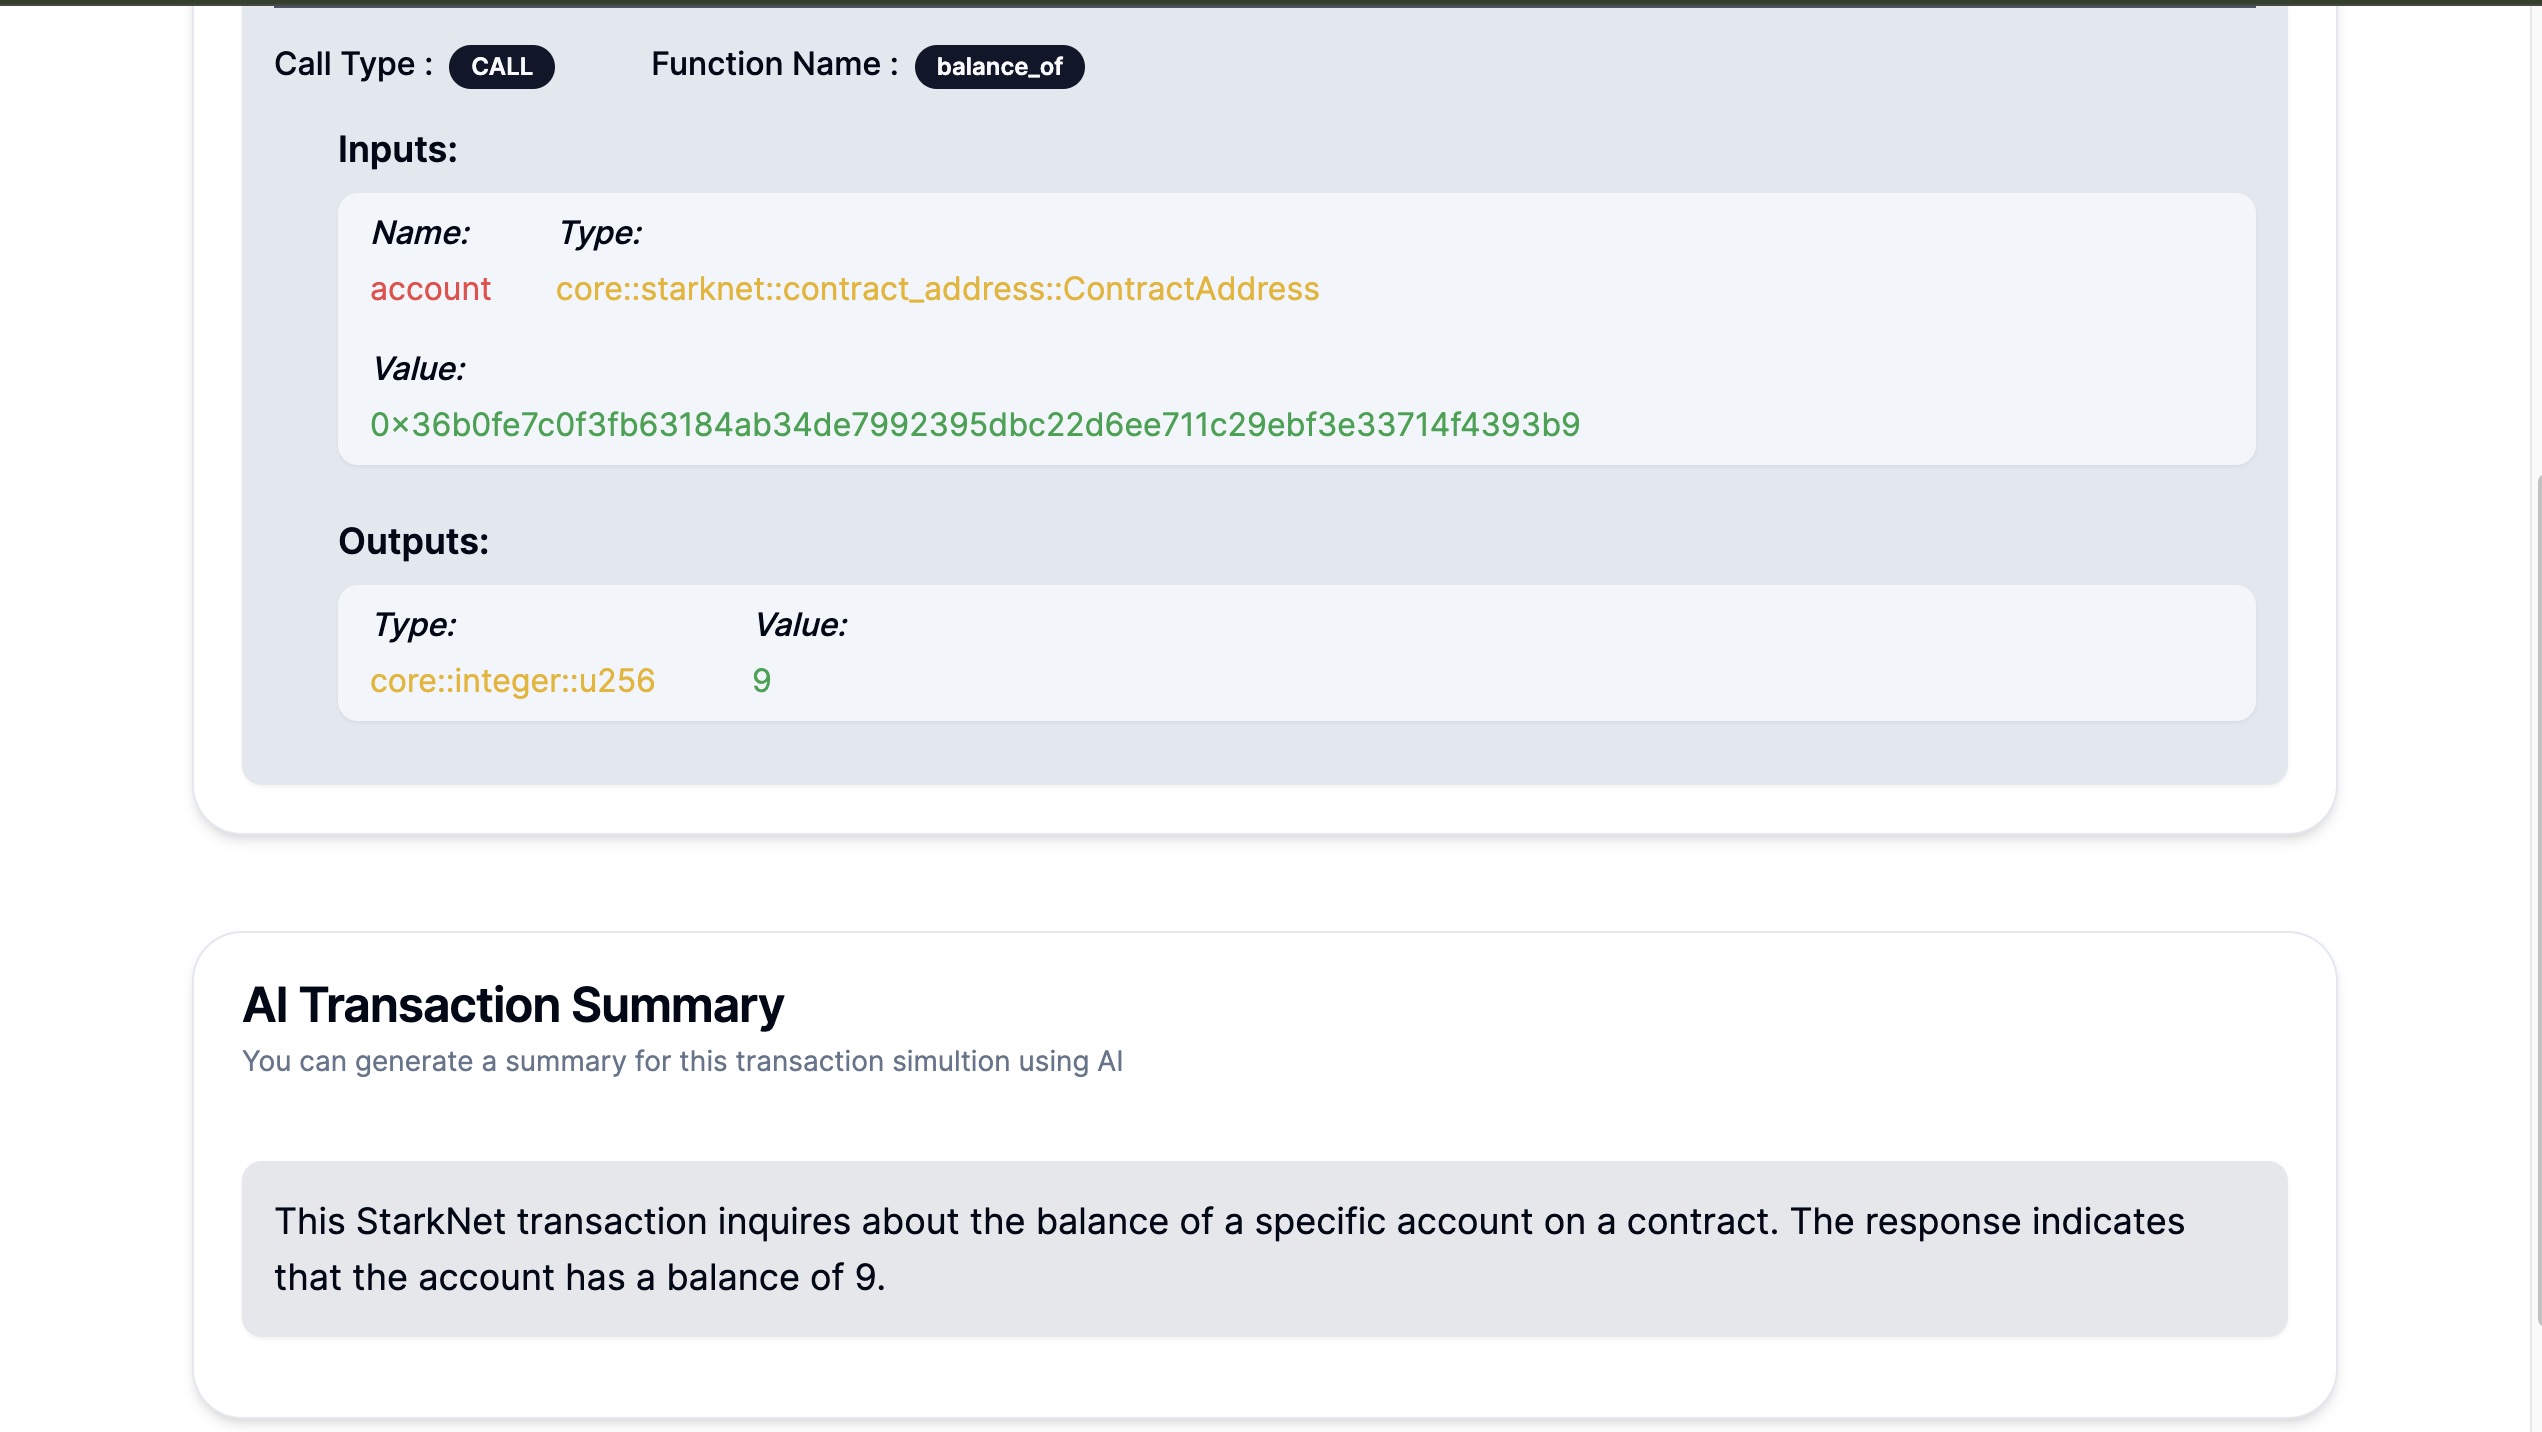 Call Type : CALL Function Name : balance_of
Inputs:
Name: Type:
account core::starknet::contract_address::ContractAddress
Value:
0x36b0fe7c0f3fb63184ab34de7992395dbc22d6ee711c29ebf3e33714f4393b9
Outputs:
Type: Value:
core::integer::u256 9
AI Transaction Summary
You can generate a summary for this transaction simultion using AI
This StarkNet transaction inquires about the balance of a specific account on a contract. The response indicates
that the account has a balance of 9.